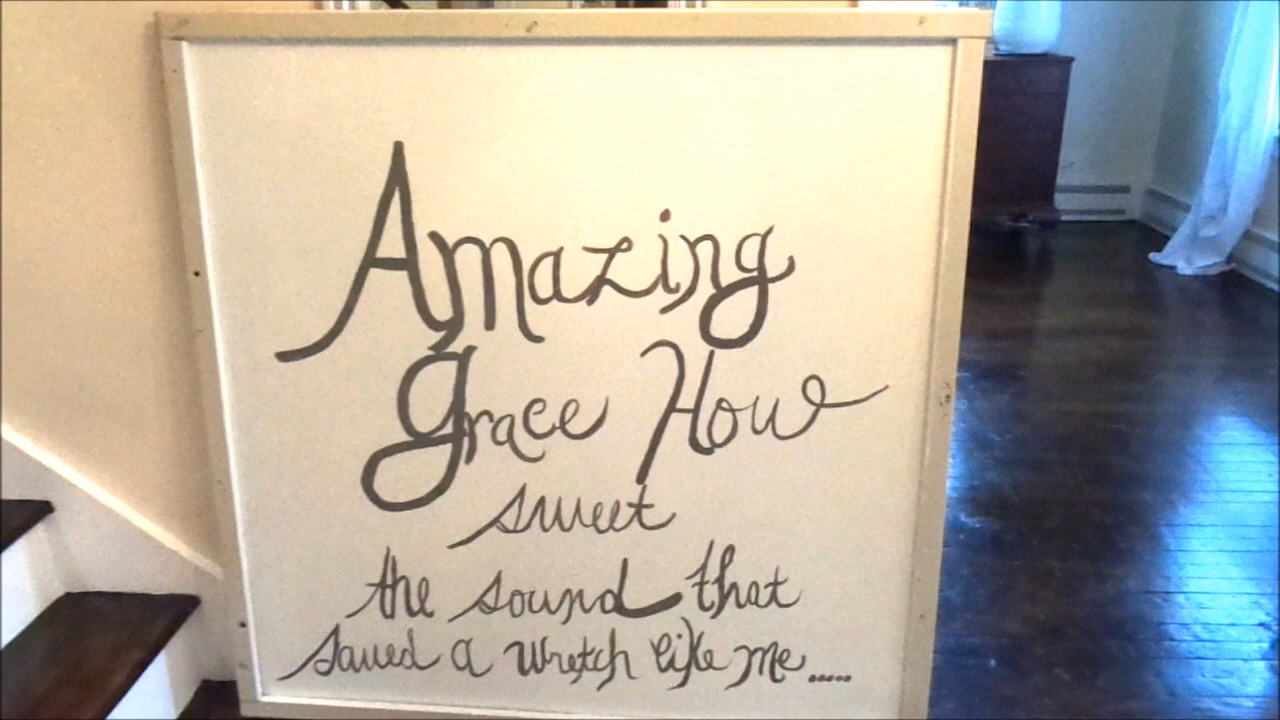 Amazing
Grace How
sweet
the sound that
saved a wretch like me.....